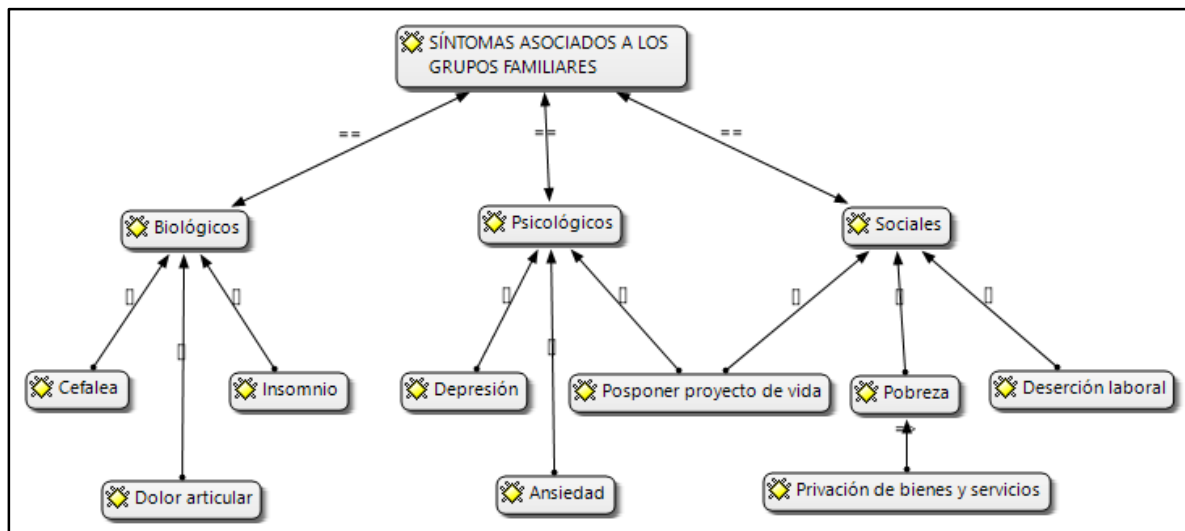 SÍNTOMAS ASOCIADOS A LOS
GRUPOS FAMILIARES
==
==
==
Biológicos
Psicológicos
Sociales
Cefalea
Insomnio
Depresión
Posponer proyecto de vida
Pobreza
Deserción laboral
=>
Dolor articular
Ansiedad
Privación de bienes y servicios